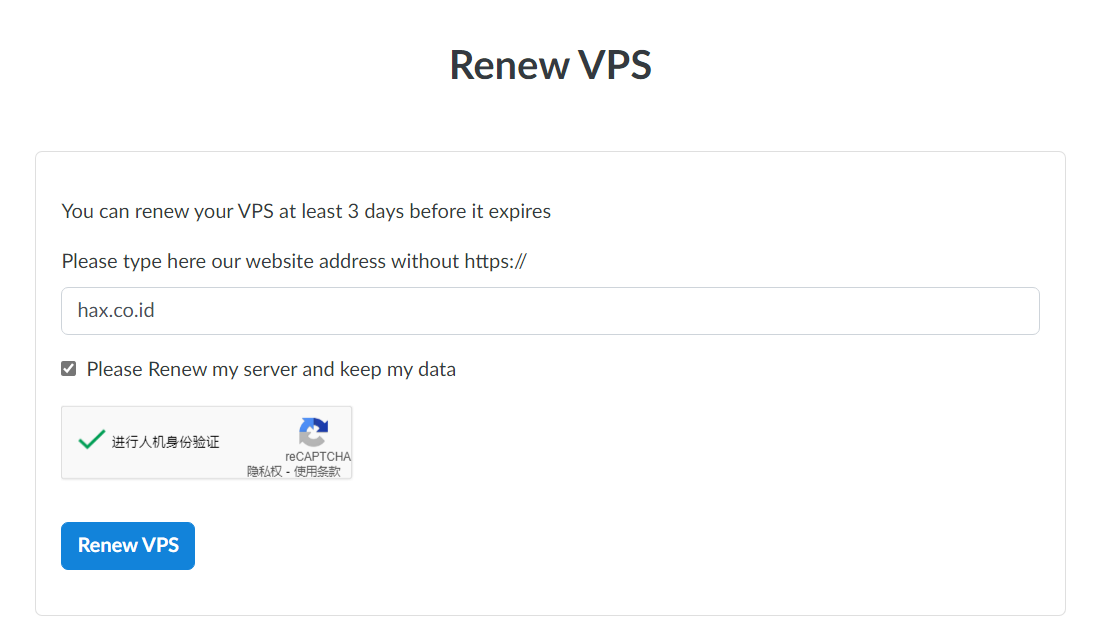 Renew VPS
You can renew your VPS at least 3 days before it expires
Please type here our website address without https://
hax.co.id
Please Renew my server and keep my data
进行人机身份验证
reCAPTCHA
隐私权 - 使用条款
Renew VPS